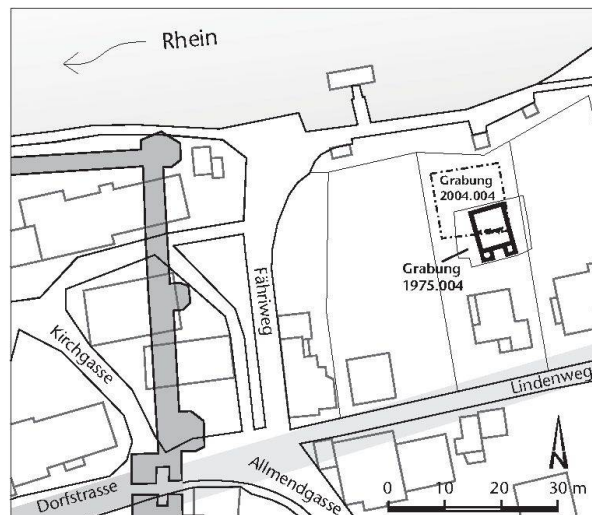 Rhein
Grabung
2004.004
Grabung
1975.004
Fähriweg
Kirchgasse
Lindenweg
Dorfstrasse
Allmendgasse
N
0 10 20 30 m